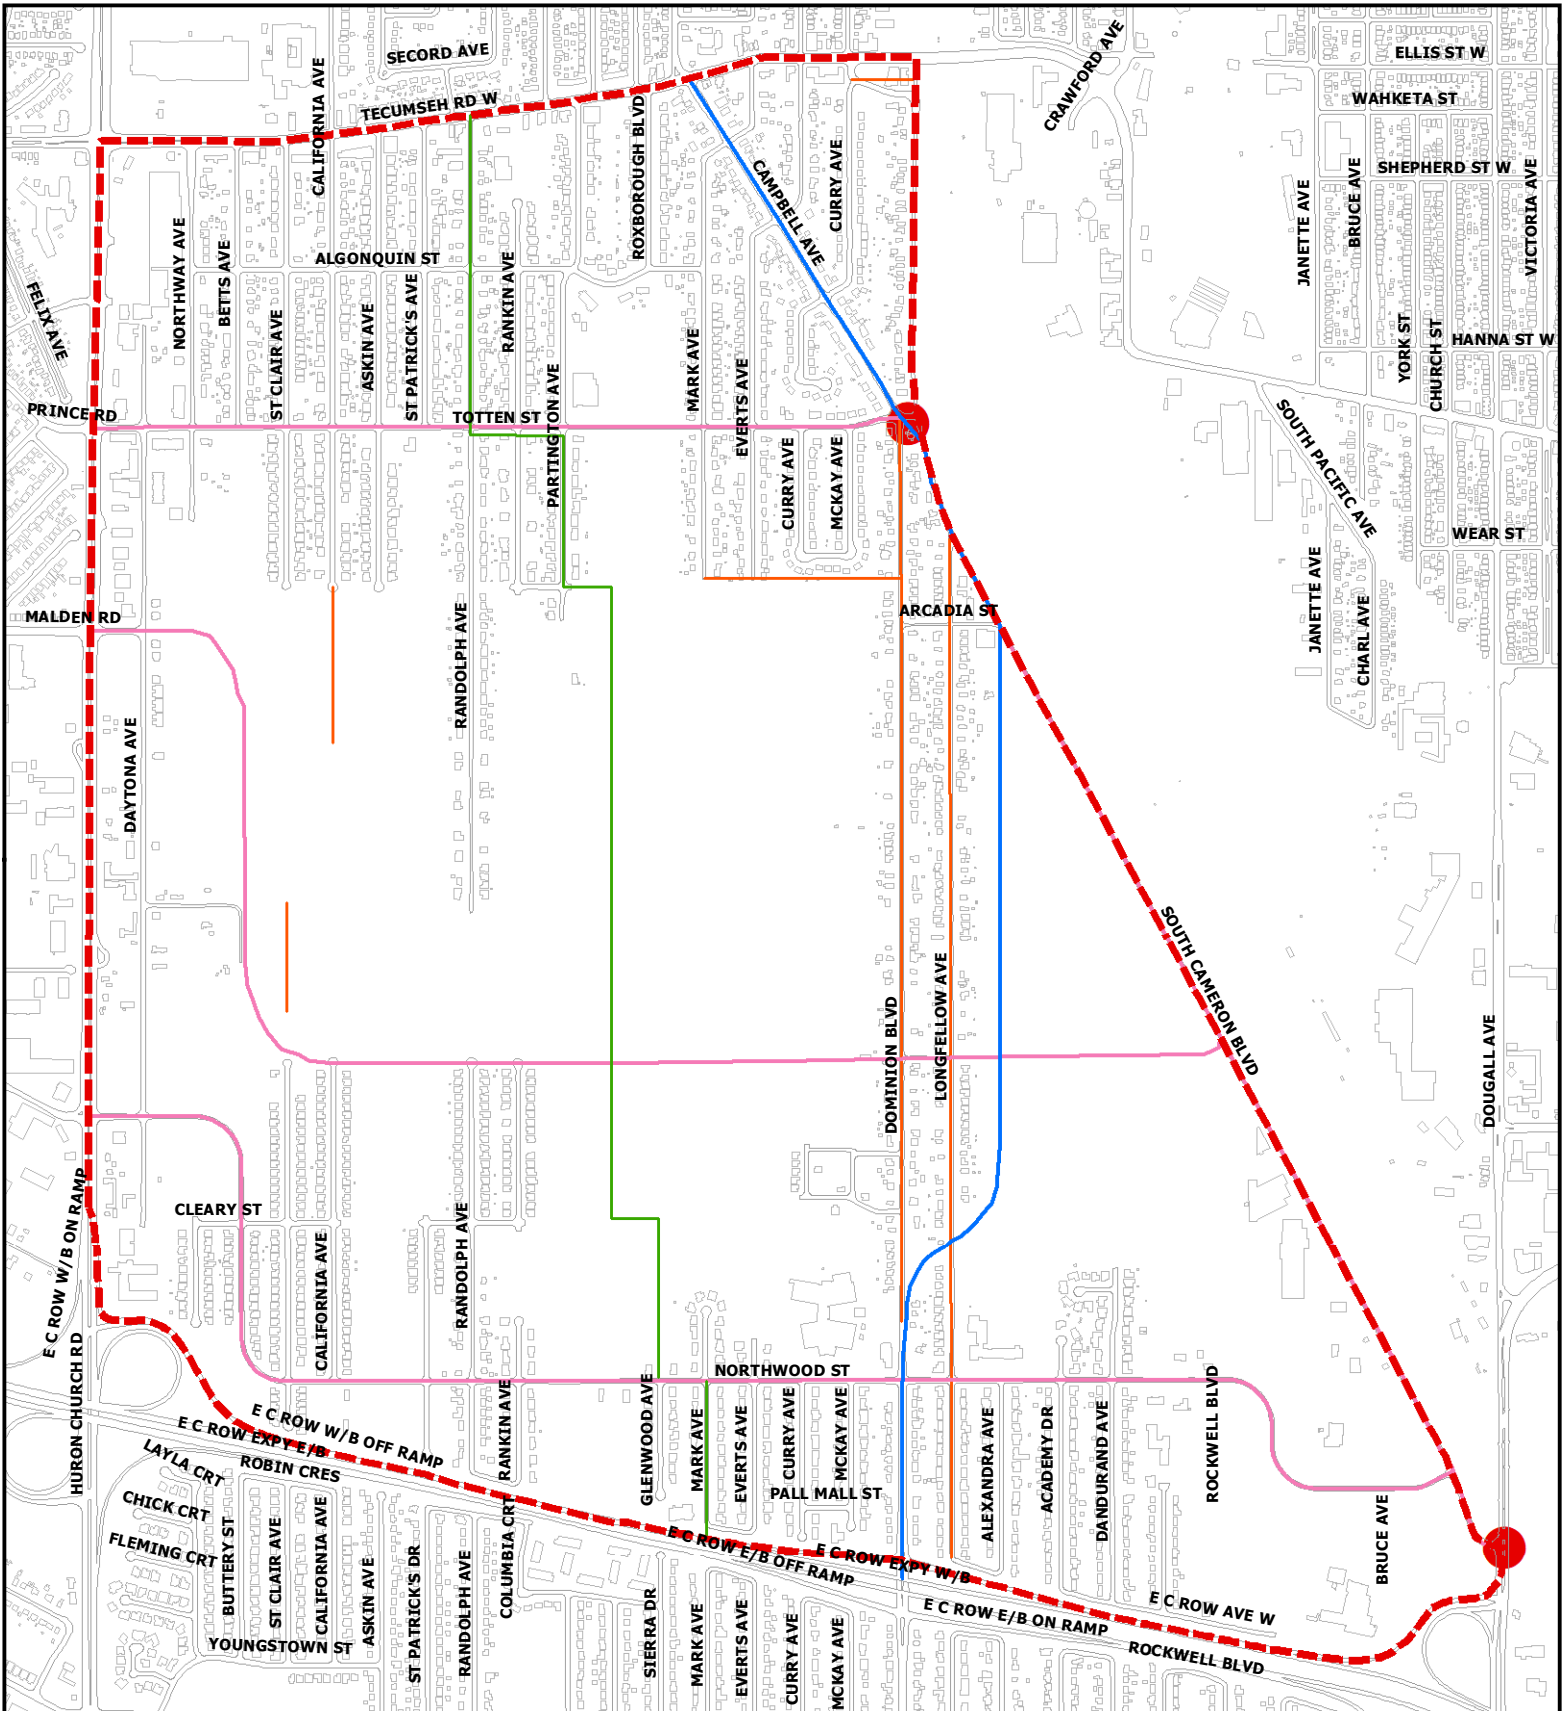 SECORD AVE
CRAWFORD AVE
ELLIS ST W
WAHKETA ST
TECUMSEH RD W
CALIFORNIA AVE
ROXBOROUGH BLVD
CAMPBELL AVE
CURRY AVE
SHEPHERD ST W
JANETTE AVE
BRUCE AVE
VICTORIA AVE
NORTHWAY AVE
BETTS AVE
ALGONQUIN ST
RANKIN AVE
FELIX AVE
ST CLAIR AVE
ASKIN AVE
ST PATRICK'S AVE
MARK AVE
EVERTS AVE
YORK ST
CHURCH ST
HANNA ST W
PRINCE RD
TOTTEN ST
PARTINGTON AVE
CURRY AVE
MCKAY AVE
SOUTH PACIFIC AVE
WEAR ST
MALDEN RD
ARCADIA ST
JANETTE AVE
CHARL AVE
RANDOLPH AVE
DAYTONA AVE
SOUTH CAMERON BLVD
DOMINION BLVD
LONGFELLOW AVE
DOUGALL AVE
E C ROW W/B ON RAMP
CLEARY ST
CALIFORNIA AVE
RANDOLPH AVE
HURON CHURCH RD
NORTHWOOD ST
E C ROW W/B OFF RAMP
E C ROW EXPY E/B
RANKIN AVE
GLENWOOD AVE
MARK AVE
EVERTS AVE
CURRY AVE
MCKAY AVE
ALEXANDRA AVE
ACADEMY DR
DANDURAND AVE
ROCKWELL BLVD
LAYLA CRT
ROBIN CRES
PALL MALL ST
CHICK CRT
FLEMING CRT
BUTTERY ST
ST CLAIR AVE
CALIFORNIA AVE
ASKIN AVE
ST PATRICK'S DR
RANDOLPH AVE
COLUMBIA CRT
E C ROW E/B OFF RAMP
E C ROW EXPY W/B
BRUCE AVE
E C ROW AVE W
E C ROW E/B ON RAMP
YOUNGSTOWN ST
SIERRA DR
MARK AVE
EVERTS AVE
CURRY AVE
MCKAY AVE
ROCKWELL BLVD